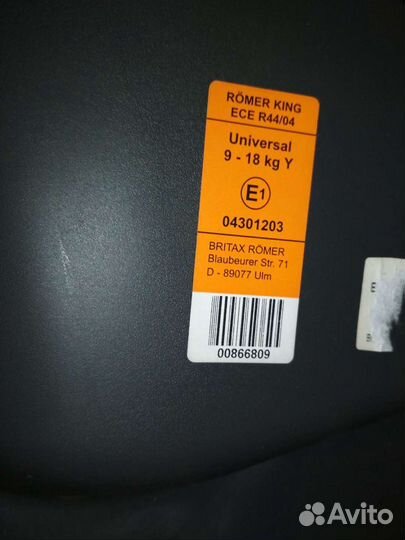 RÖMER KING
ECE R44/04
Universal
9 - 18 kg Y
E1
04301203
BRITAX RÖMER
Blaubeurer Str. 71
D - 89077 Ulm
00866809
Avito